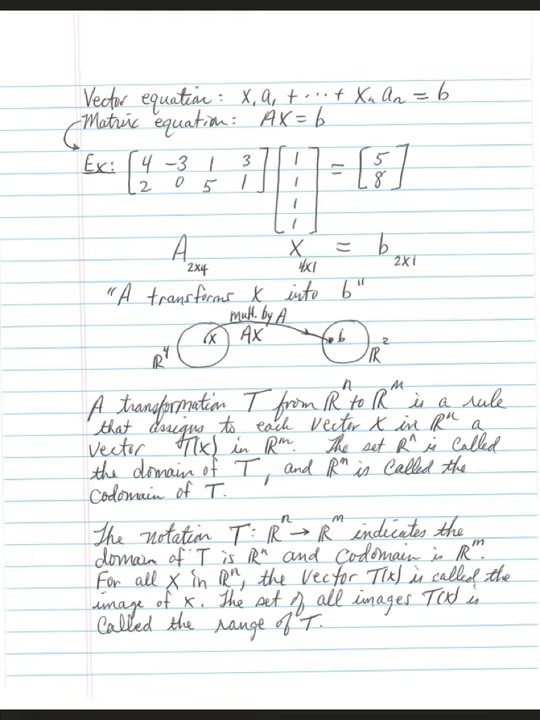 Vector equation: x₁a₁ + ··· + xₙaₙ = b
Matrix equation: AX = b
Ex: [4 -3 1 3; 2 0 5 1] [1; 1; 1; 1] = [5; 8]
A₂ₓ₄ X₄ₓ₁ = b₂ₓ₁
"A transforms X into b"
mult. by A
x AX b
ℝ⁴ ℝ²
A transformation T from ℝⁿ to ℝᵐ is a rule
that assigns to each vector X in ℝⁿ a
vector T(x) in ℝᵐ. The set ℝⁿ is called
the domain of T, and ℝᵐ is called the
codomain of T.
The notation T: ℝⁿ → ℝᵐ indicates the
domain of T is ℝⁿ and codomain is ℝᵐ.
For all X in ℝⁿ, the vector T(x) is called the
image of x. The set of all images T(x) is
called the range of T.